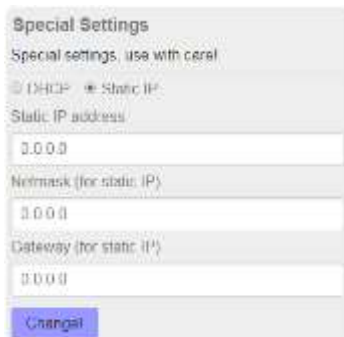 Special Settings
Special settings, use with care!
DHCP Static IP
Static IP address
0.0.0.0
Netmask (for static IP)
0.0.0.0
Gateway (for static IP)
0.0.0.0
Change!